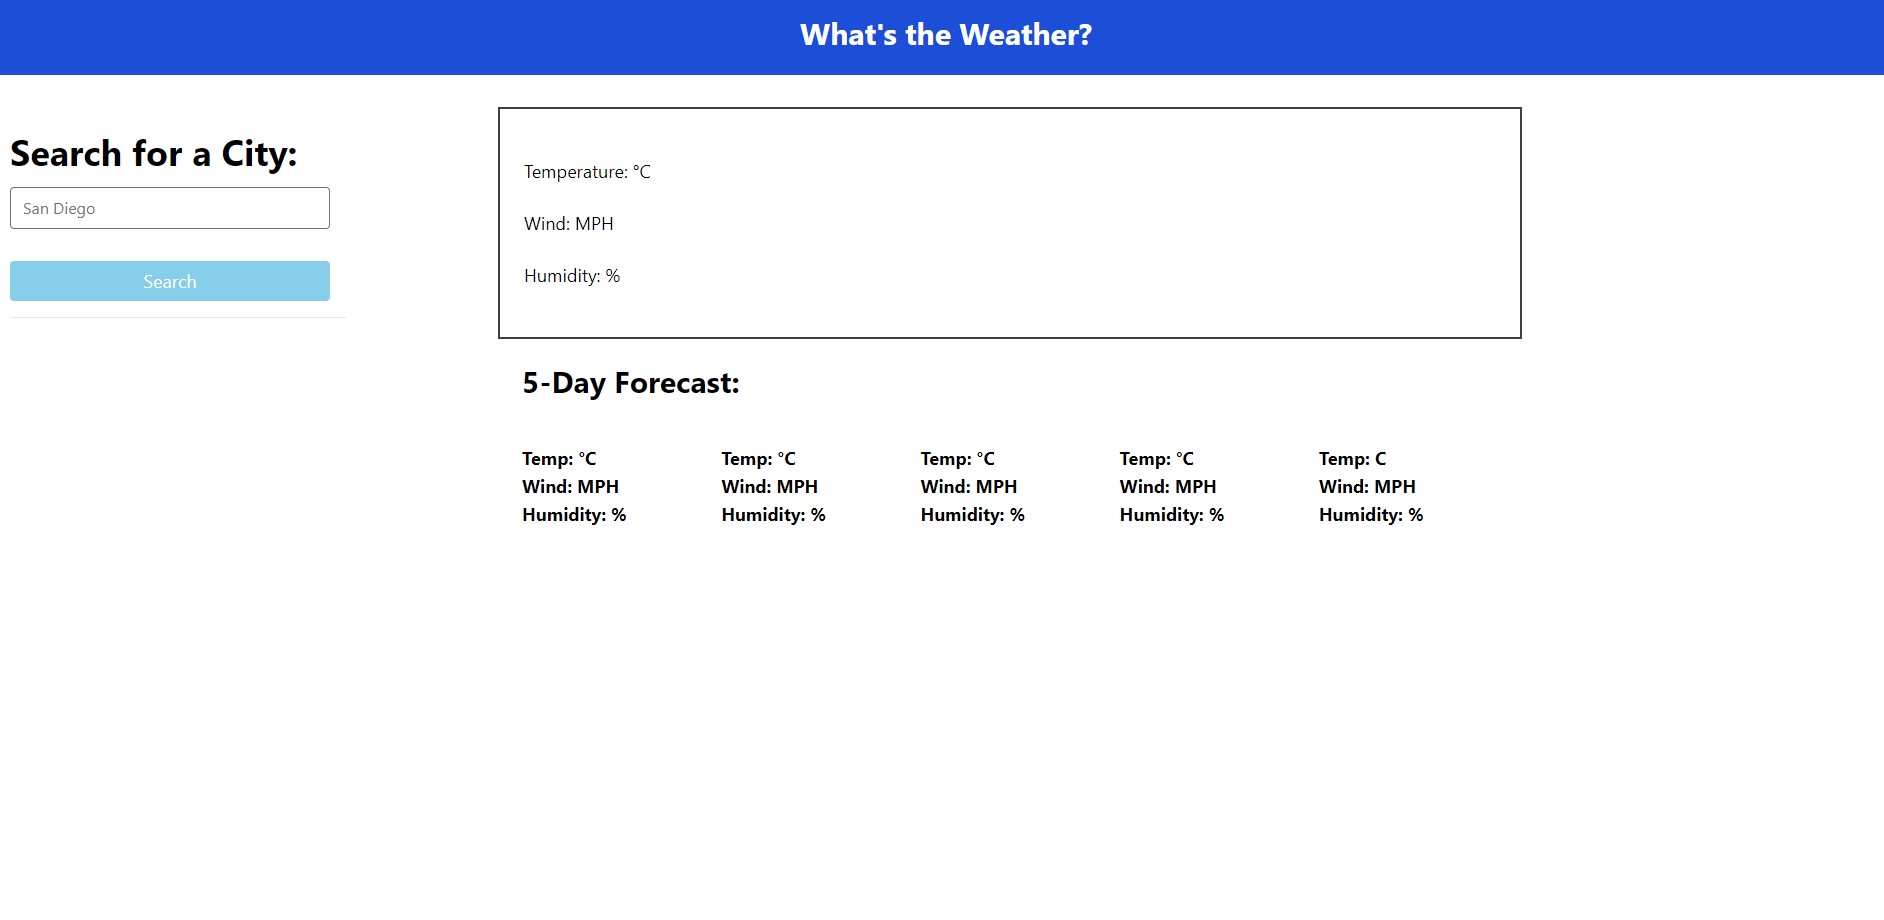 What's the Weather?
Search for a City:
San Diego
Search
Temperature: °C
Wind: MPH
Humidity: %
5-Day Forecast:
Temp: °C
Wind: MPH
Humidity: %
Temp: °C
Wind: MPH
Humidity: %
Temp: °C
Wind: MPH
Humidity: %
Temp: °C
Wind: MPH
Humidity: %
Temp: C
Wind: MPH
Humidity: %